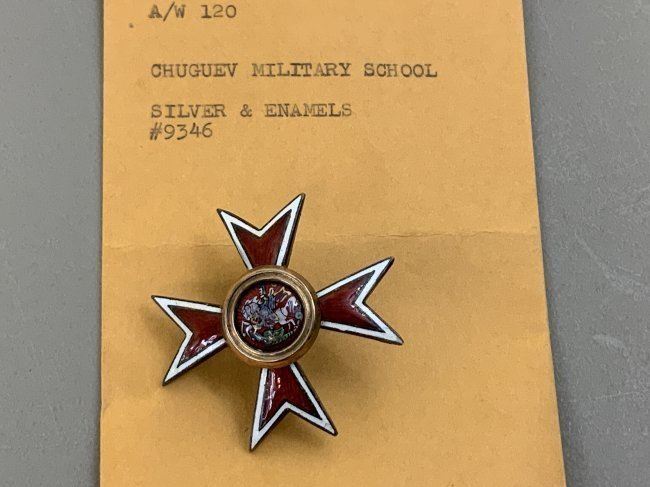 A/W 120
CHUGUEV MILITARY SCHOOL
SILVER & ENAMELS
#9346